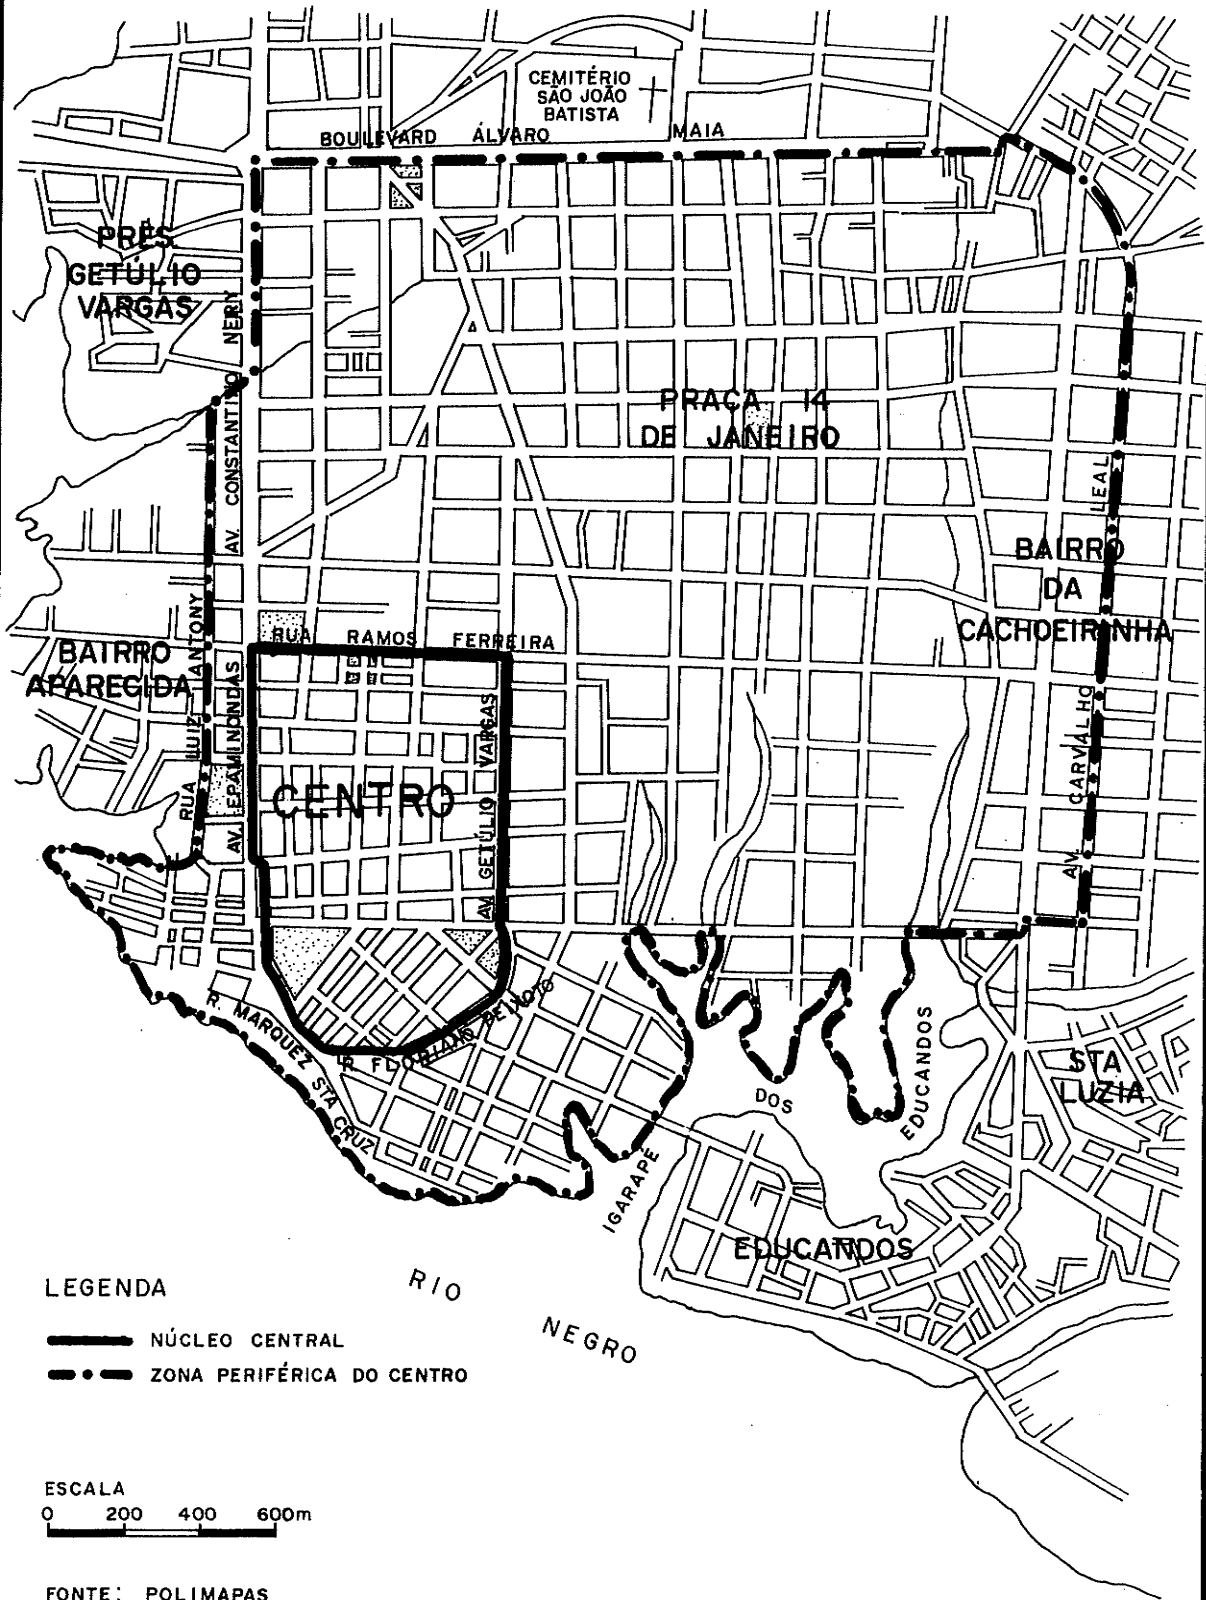 CEMITÉRIO
SÃO JOÃO
BATISTA
BOULEVARD ÁLVARO MAIA
PRES.
GETÚLIO
VARGAS
AV. CONSTANTINO NERY
PRAÇA 14
DE JANEIRO
BAIRRO
DA
CACHOEIRINHA
AV. CARVALHO LEAL
RUA RAMOS FERREIRA
BAIRRO
APARECIDA
RUA LUIZ ANTONY
AV. EPAMINONDAS
CENTRO
AV. GETÚLIO VARGAS
R. MARQUEZ STA CRUZ
R. FLORIANO PEIXOTO
STA
LUZIA
IGARAPÉ DOS EDUCANDOS
EDUCANDOS
RIO NEGRO
LEGENDA
NÚCLEO CENTRAL
ZONA PERIFÉRICA DO CENTRO
ESCALA
0 200 400 600m
FONTE: POLIMAPAS